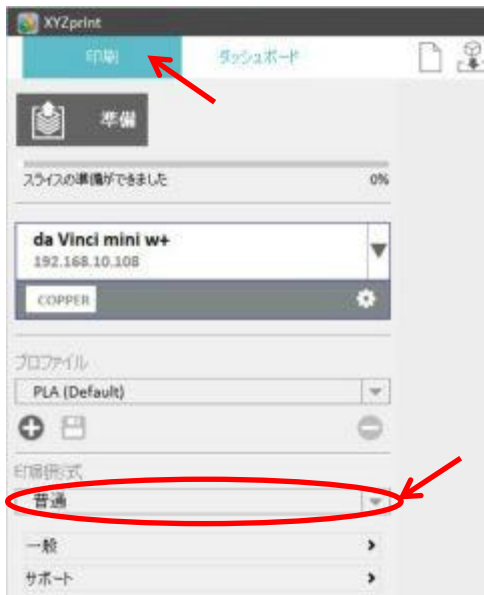 XYZprint
印刷 ダッシュボード
準備
スライスの準備ができました 0%
da Vinci mini w+
192.168.10.108
COPPER
プロファイル
PLA (Default)
印刷形式
普通
一般
サポート